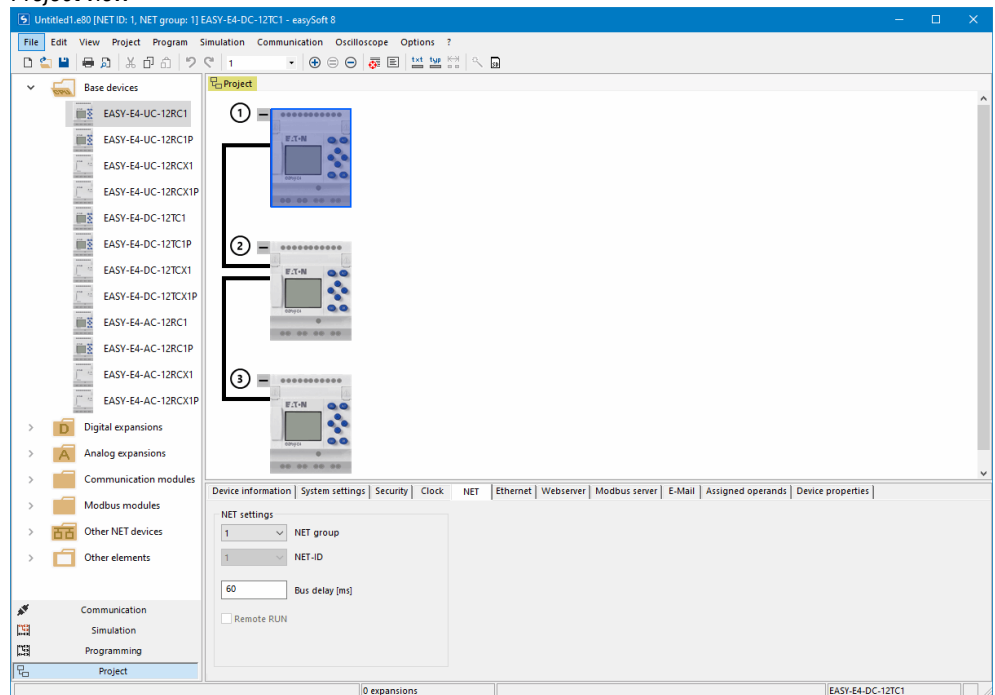 Project view
Untitled1.e80 [NET ID: 1, NET group: 1] EASY-E4-DC-12TC1 - easySoft 8
File Edit View Project Program Simulation Communication Oscilloscope Options ?
1
txt typ
Base devices
EASY-E4-UC-12RC1
EASY-E4-UC-12RC1P
EASY-E4-UC-12RCX1
EASY-E4-UC-12RCX1P
EASY-E4-DC-12TC1
EASY-E4-DC-12TC1P
EASY-E4-DC-12TCX1
EASY-E4-DC-12TCX1P
EASY-E4-AC-12RC1
EASY-E4-AC-12RC1P
EASY-E4-AC-12RCX1
EASY-E4-AC-12RCX1P
D Digital expansions
A Analog expansions
Communication modules
Modbus modules
Other NET devices
Other elements
Communication
Simulation
Programming
Project
Project
1
E·T·N
2
E·T·N
3
E·T·N
Device information System settings Security Clock NET Ethernet Webserver Modbus server E-Mail Assigned operands Device properties
NET settings
1 NET group
1 NET-ID
60 Bus delay [ms]
Remote RUN
0 expansions EASY-E4-DC-12TC1